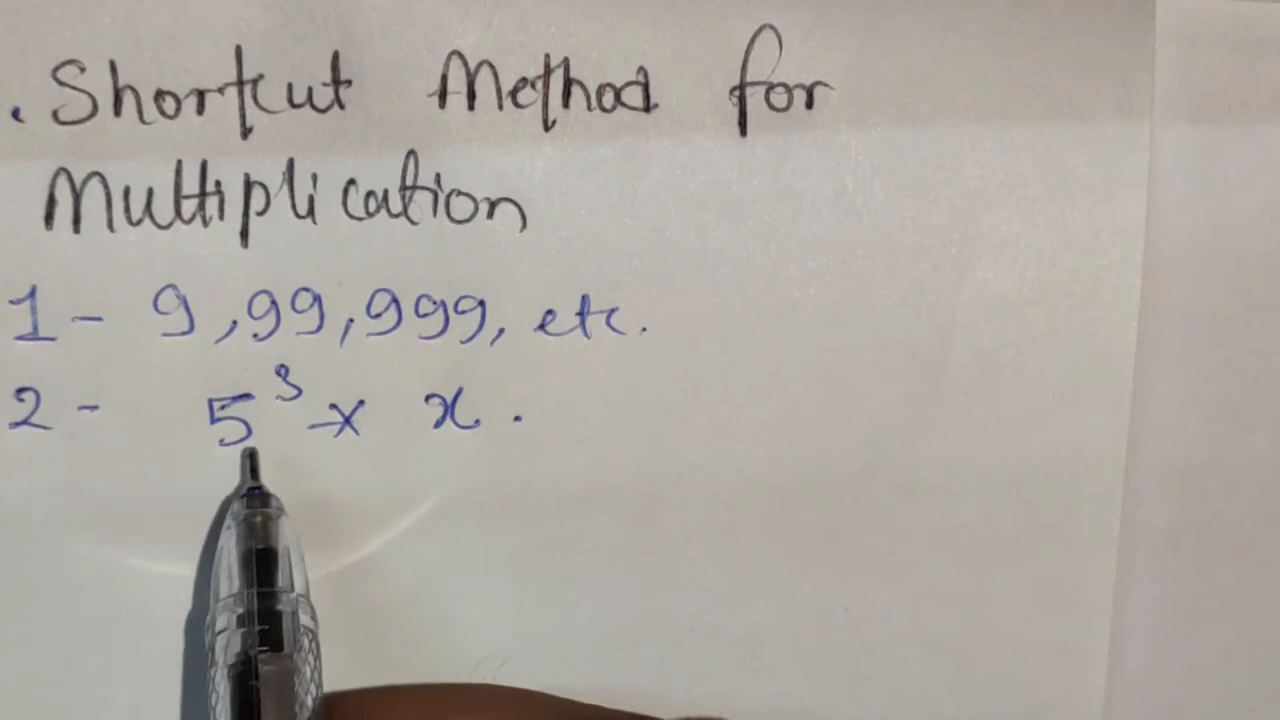 . Shortcut Method for
Multiplication
1 - 9, 99, 999, etc.
2 - 5³ × x.